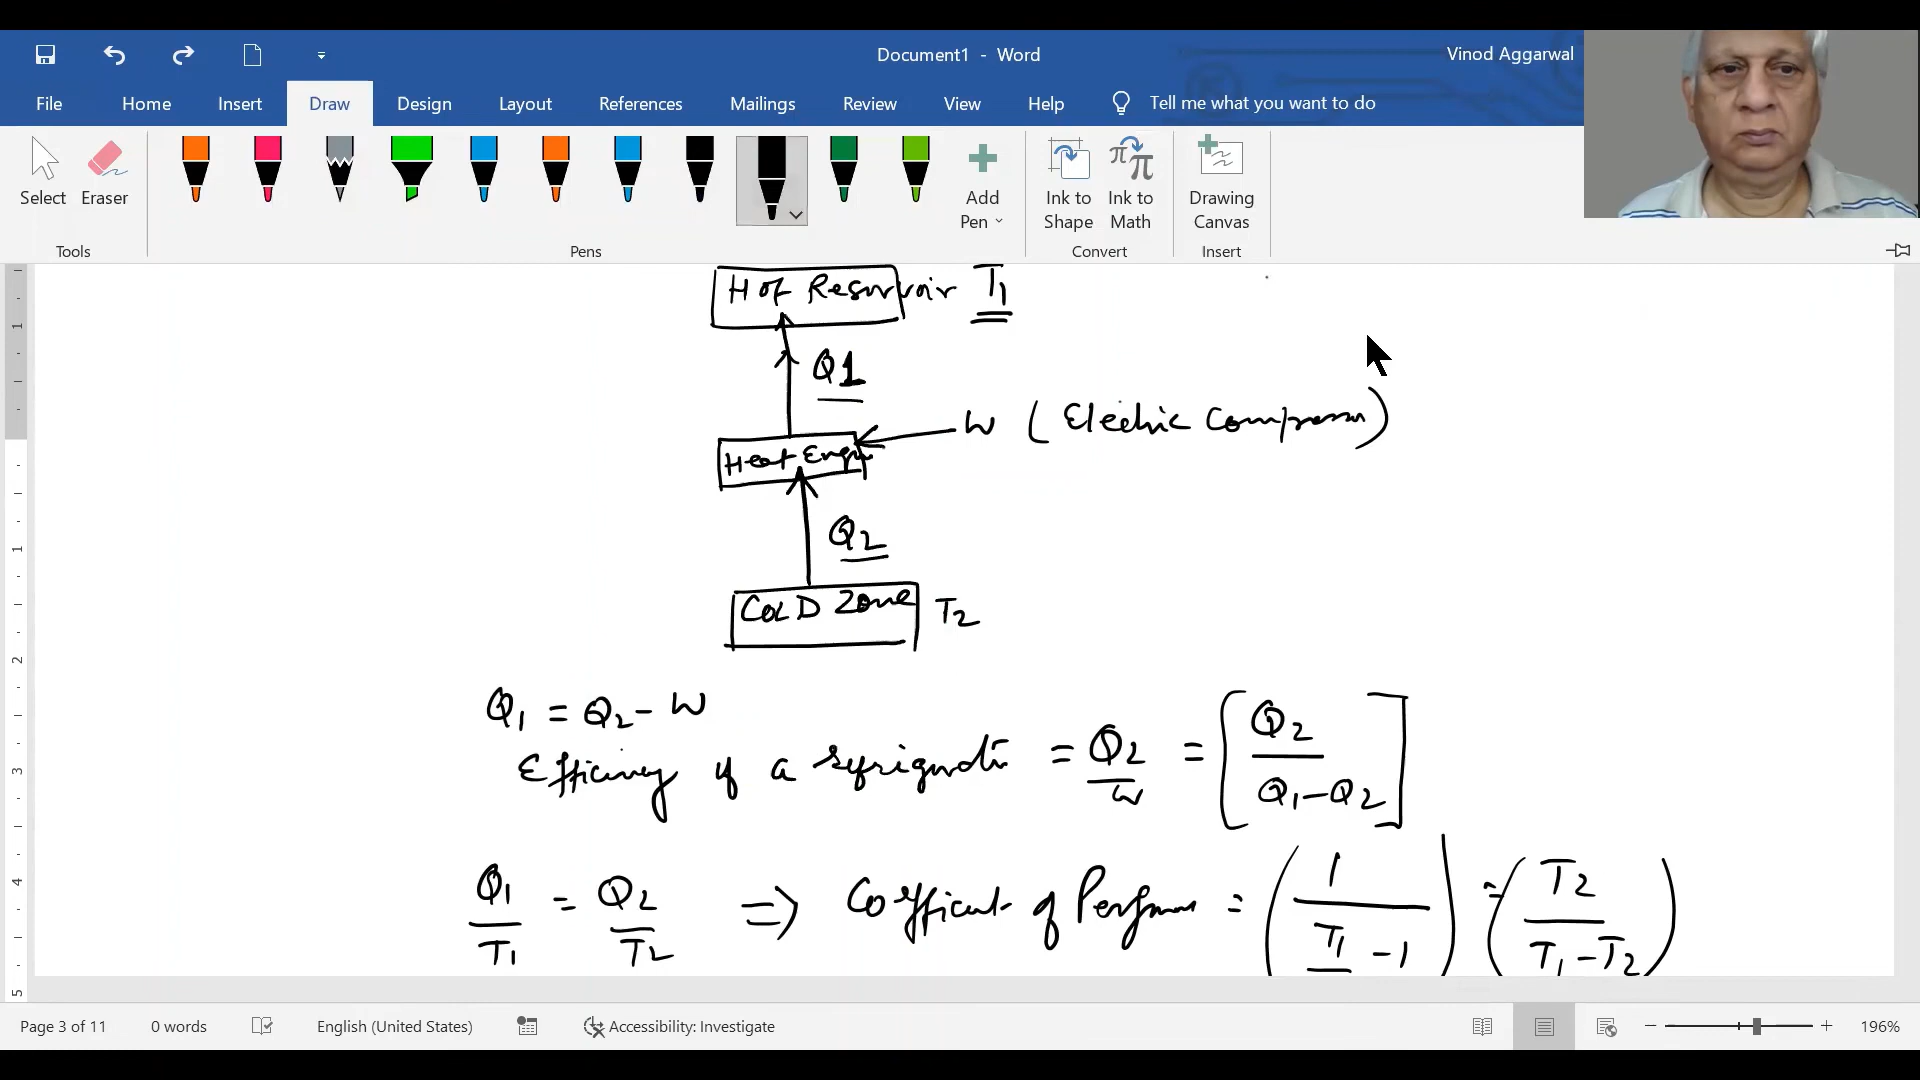 Document1 - Word
Vinod Aggarwal
File Home Insert Draw Design Layout References Mailings Review View Help Tell me what you want to do
Select Eraser Add Pen Ink to Shape Ink to Math Drawing Canvas
Tools Pens Convert Insert
Hot Reservoir T1
Q1
W (Electric Compressor)
Heat Engine
Q2
COLD Zone T2
Q1 = Q2 - W
Efficiency of a refrigerator = Q2/W = [Q2/(Q1-Q2)]
Q1/T1 = Q2/T2 => Coefficient of Performance = (1/(T1 -1)) = (T2/(T1-T2))
Page 3 of 11 0 words English (United States) Accessibility: Investigate 196%